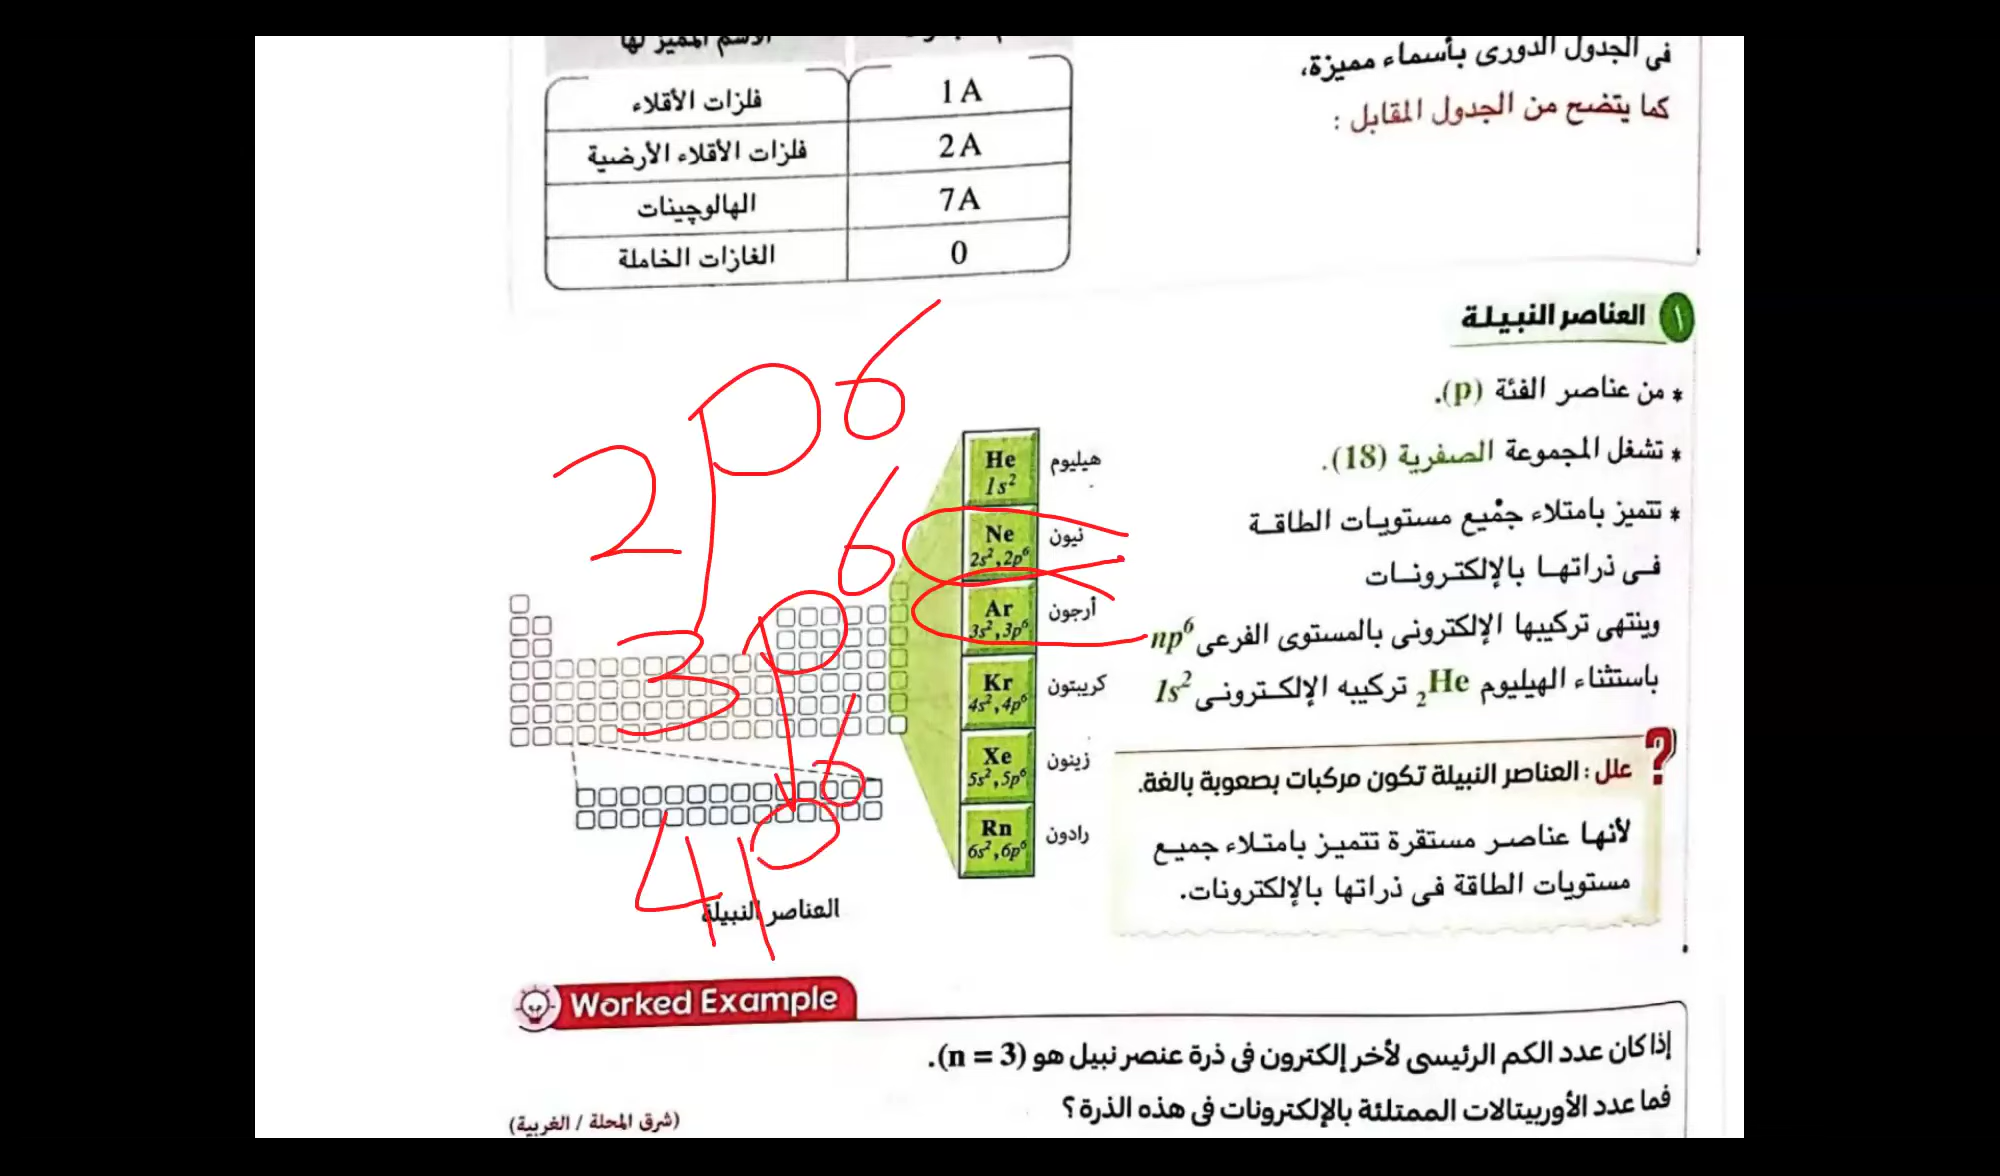 فى الجدول الدورى بأسماء مميزة،
كما يتضح من الجدول المقابل :
الاسم المميز لها
1A فلزات الأقلاء
2A فلزات الأقلاء الأرضية
7A الهالوچينات
0 الغازات الخاملة
١ العناصر النبيلة
* من عناصر الفئة (p).
* تشغل المجموعة الصفرية (18).
* تتميز بامتلاء جميع مستويات الطاقة
فى ذراتها بالإلكترونات
وينتهى تركيبها الإلكترونى بالمستوى الفرعى np⁶
باستثناء الهيليوم ₂He تركيبه الإلكترونى 1s²
? علل : العناصر النبيلة تكون مركبات بصعوبة بالغة.
لأنها عناصر مستقرة تتميز بامتلاء جميع
مستويات الطاقة فى ذراتها بالإلكترونات.
هيليوم He
1s²
نيون Ne
2s², 2p⁶
أرجون Ar
3s², 3p⁶
كريبتون Kr
4s², 4p⁶
زينون Xe
5s², 5p⁶
رادون Rn
6s², 6p⁶
2p6
3p6
4p6
العناصر النبيلة
Worked Example
إذا كان عدد الكم الرئيسى لأخر إلكترون فى ذرة عنصر نبيل هو (n = 3).
فما عدد الأوربيتالات الممتلئة بالإلكترونات فى هذه الذرة ؟
(شرق المحلة / الغربية)